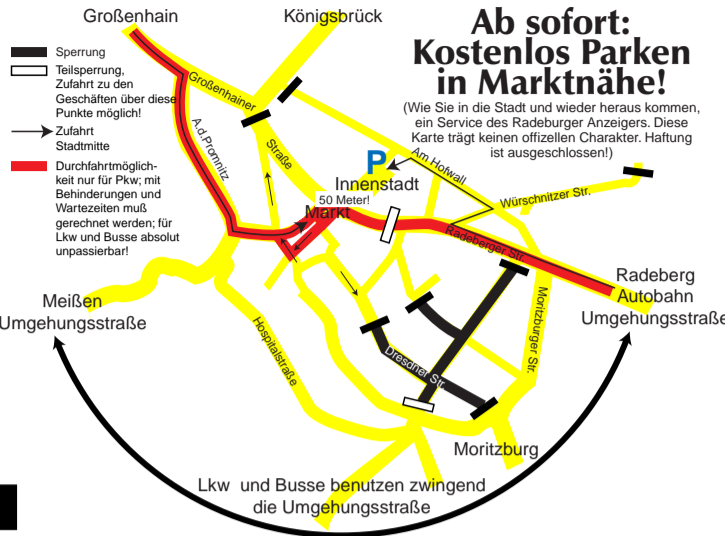 Großenhain
Königsbrück
Ab sofort:
Kostenlos Parken
in Marktnähe!
(Wie Sie in die Stadt und wieder heraus kommen,
ein Service des Radeburger Anzeigers. Diese
Karte trägt keinen offizellen Charakter. Haftung
ist ausgeschlossen!)
Sperrung
Teilsperrung,
Zufahrt zu den
Geschäften über diese
Punkte möglich!
Zufahrt
Stadtmitte
Durchfahrtmöglich-
keit nur für Pkw; mit
Behinderungen und
Wartezeiten muß
gerechnet werden; für
Lkw und Busse absolut
unpassierbar!
Großenhainer
Straße
A.d.Promnitz
P
Innenstadt
50 Meter!
Markt
Am Hofwall
Würschnitzer Str.
Radeberger Str.
Radeberg
Autobahn
Umgehungsstraße
Meißen
Umgehungsstraße
Hospitalstraße
Moritzburger Str.
Dresdner Str.
Moritzburg
Lkw und Busse benutzen zwingend
die Umgehungsstraße